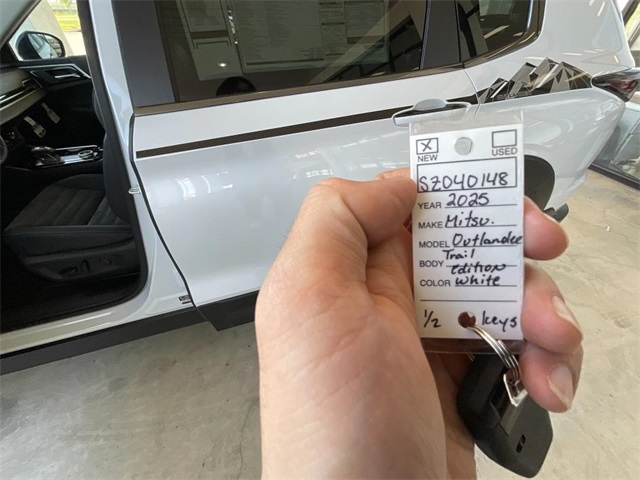 X NEW USED
SZ040148
YEAR 2025
MAKE Mitsu.
MODEL Outlander
Trail
BODY Edition
COLOR White
1/2 keys